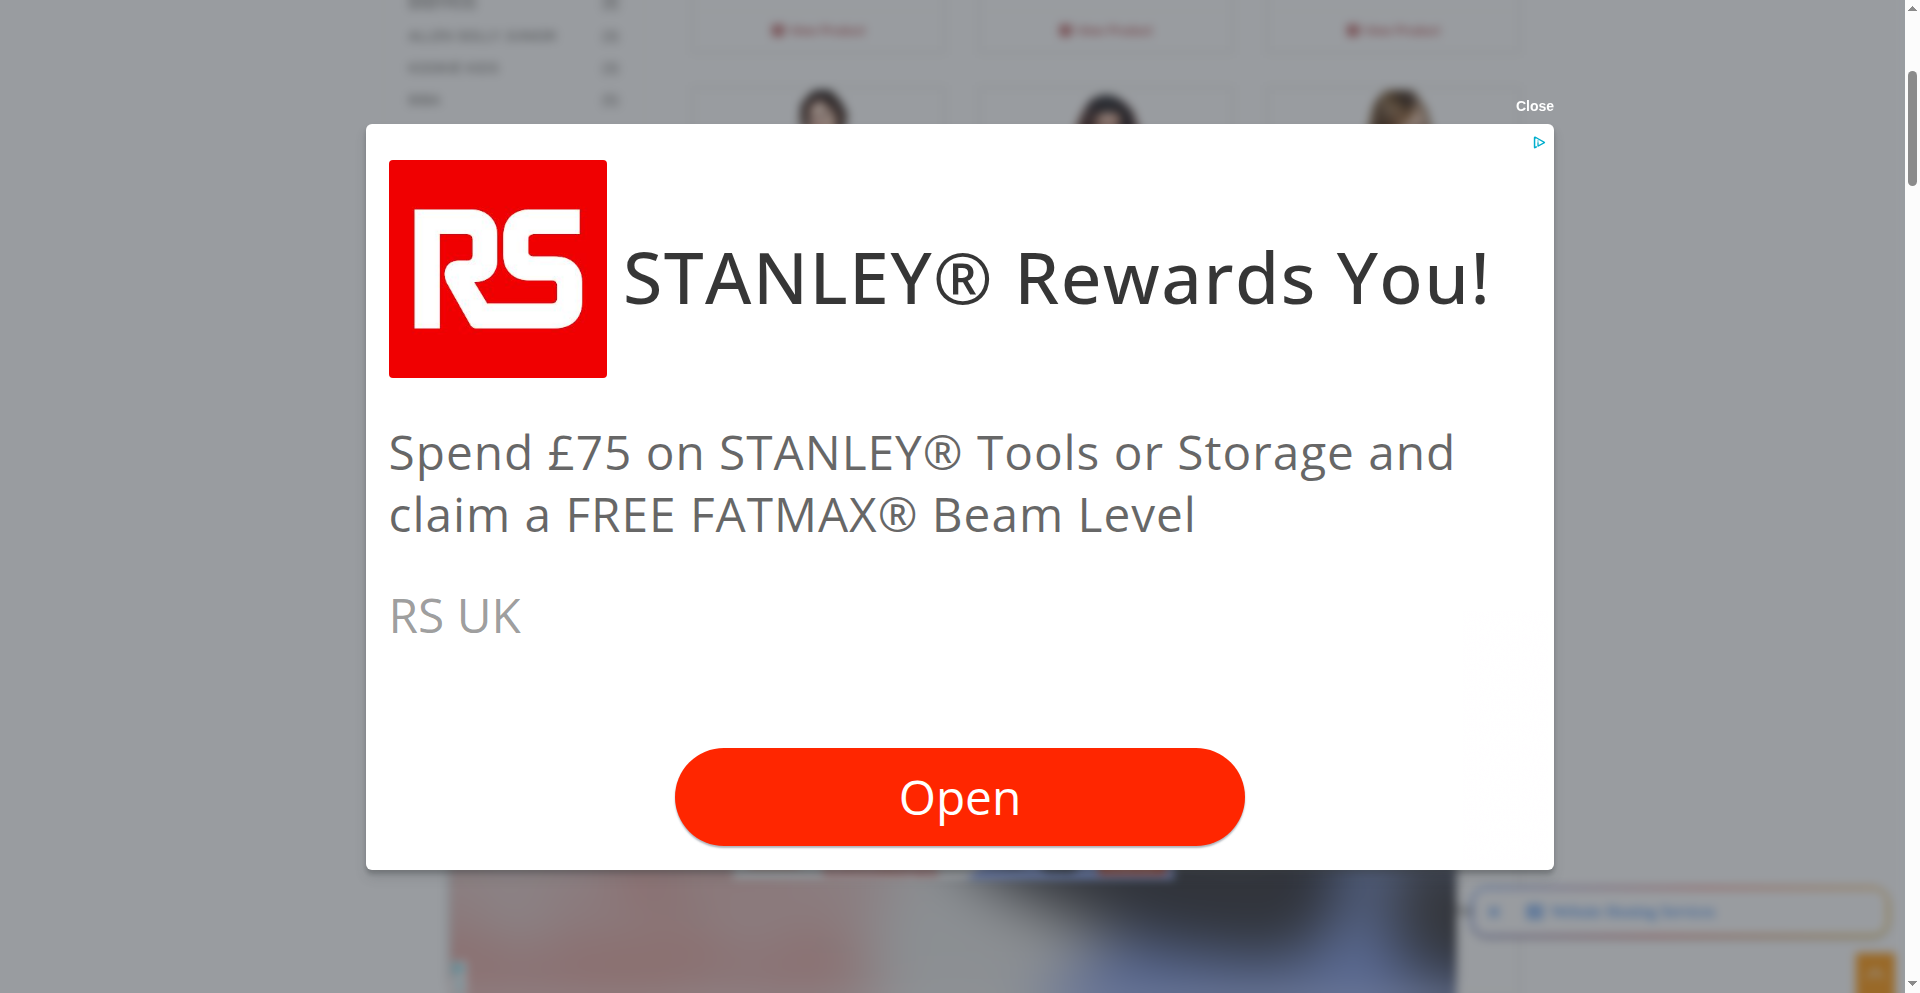 Close
RS
STANLEY® Rewards You!
Spend £75 on STANLEY® Tools or Storage and
claim a FREE FATMAX® Beam Level
RS UK
Open